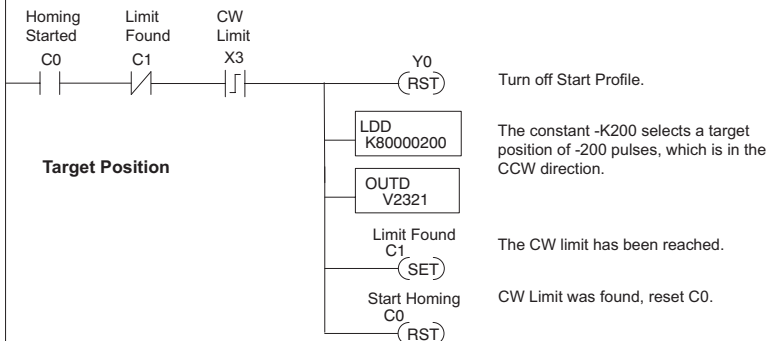 Homing Started
Limit Found
CW Limit
C0
C1
X3
Y0
RST
Turn off Start Profile.
LDD
K80000200
The constant -K200 selects a target
position of -200 pulses, which is in the
CCW direction.
Target Position
OUTD
V2321
Limit Found
C1
SET
The CW limit has been reached.
Start Homing
C0
RST
CW Limit was found, reset C0.